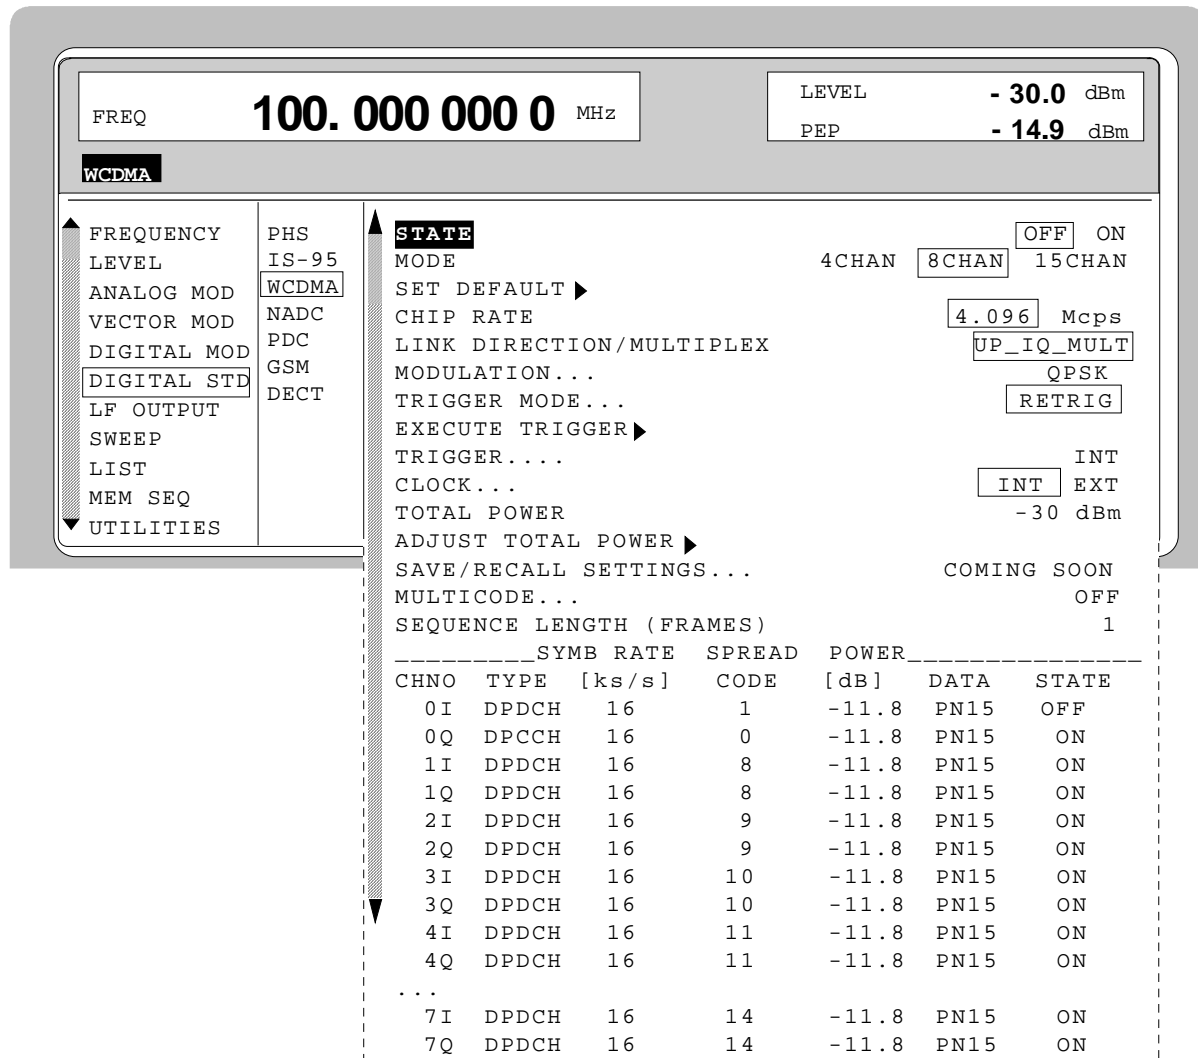 FREQ 100. 000 000 0 MHz
LEVEL - 30.0 dBm
PEP - 14.9 dBm
WCDMA
FREQUENCY
LEVEL
ANALOG MOD
VECTOR MOD
DIGITAL MOD
DIGITAL STD
LF OUTPUT
SWEEP
LIST
MEM SEQ
UTILITIES
PHS
IS-95
WCDMA
NADC
PDC
GSM
DECT
STATE OFF ON
MODE 4CHAN 8CHAN 15CHAN
SET DEFAULT
CHIP RATE 4.096 Mcps
LINK DIRECTION/MULTIPLEX UP_IQ_MULT
MODULATION... QPSK
TRIGGER MODE... RETRIG
EXECUTE TRIGGER
TRIGGER.... INT
CLOCK... INT EXT
TOTAL POWER -30 dBm
ADJUST TOTAL POWER
SAVE/RECALL SETTINGS... COMING SOON
MULTICODE... OFF
SEQUENCE LENGTH (FRAMES) 1
_________SYMB RATE SPREAD POWER_______________
CHNO TYPE [ks/s] CODE [dB] DATA STATE
0I DPDCH 16 1 -11.8 PN15 OFF
0Q DPCCH 16 0 -11.8 PN15 ON
1I DPDCH 16 8 -11.8 PN15 ON
1Q DPDCH 16 8 -11.8 PN15 ON
2I DPDCH 16 9 -11.8 PN15 ON
2Q DPDCH 16 9 -11.8 PN15 ON
3I DPDCH 16 10 -11.8 PN15 ON
3Q DPDCH 16 10 -11.8 PN15 ON
4I DPDCH 16 11 -11.8 PN15 ON
4Q DPDCH 16 11 -11.8 PN15 ON
...
7I DPDCH 16 14 -11.8 PN15 ON
7Q DPDCH 16 14 -11.8 PN15 ON